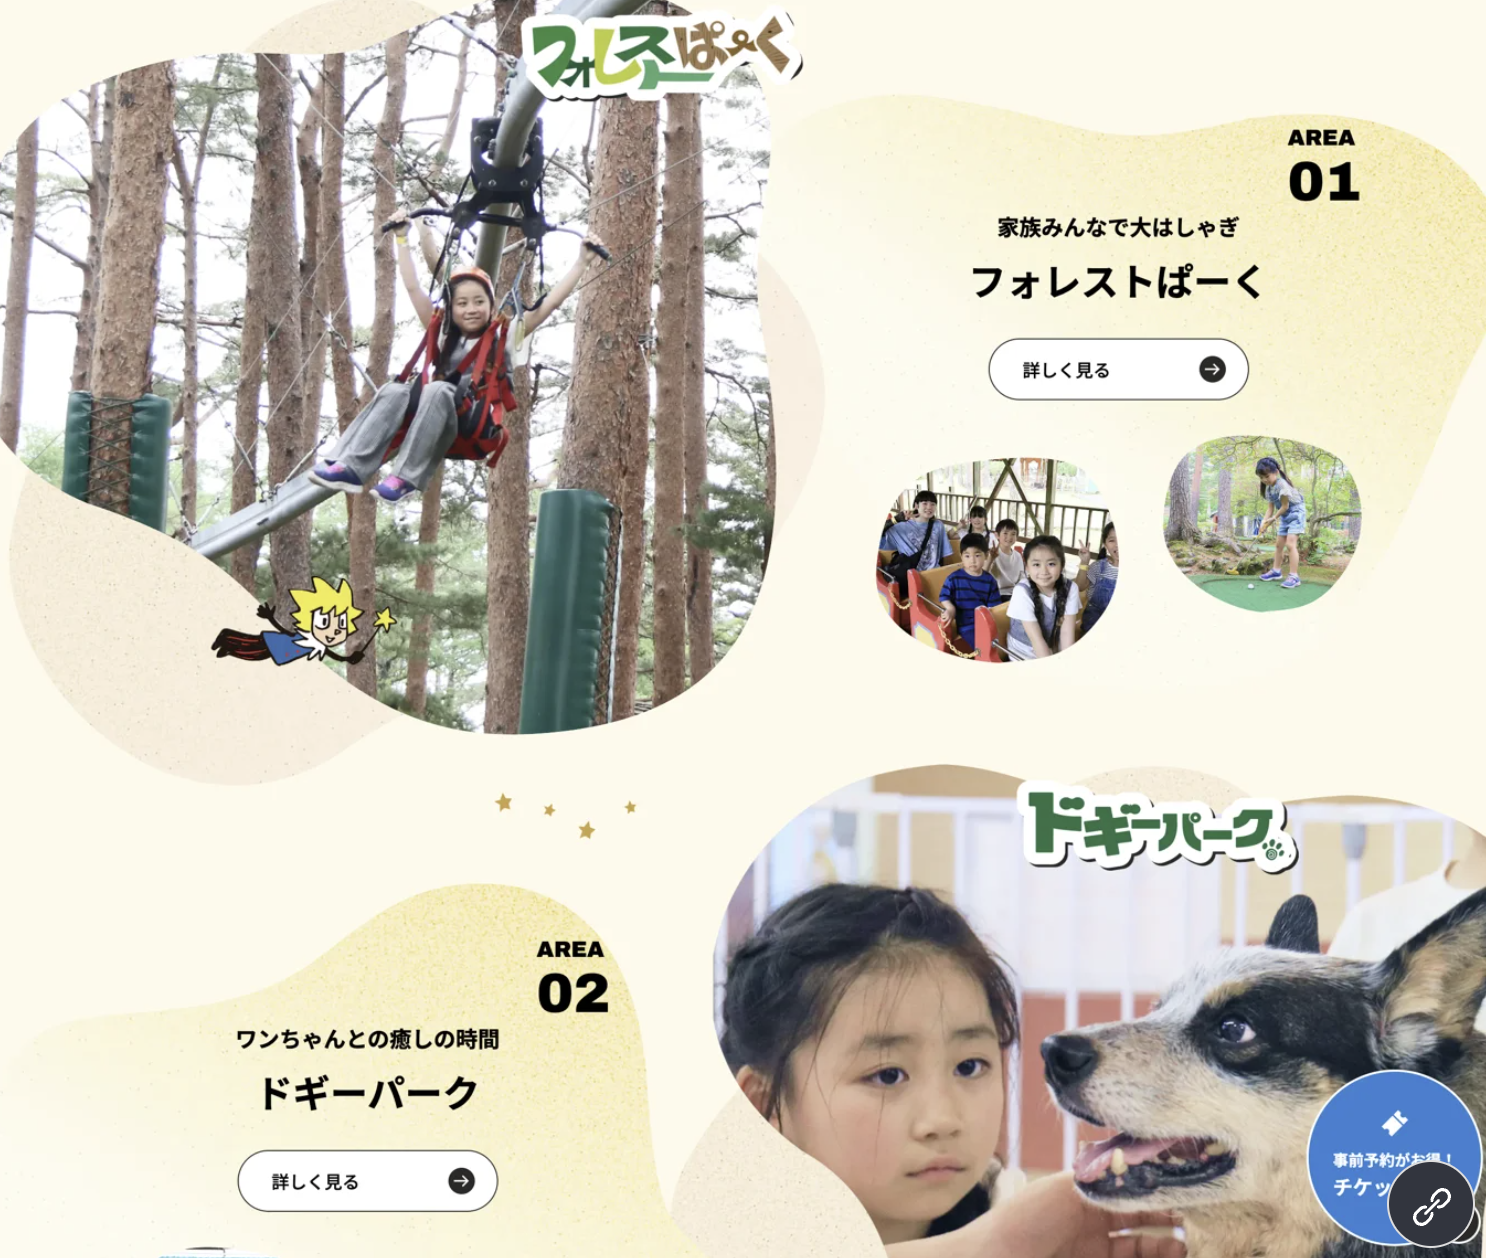 フォレストぱーく
AREA
01
家族みんなで大はしゃぎ
フォレストぱーく
詳しく見る
ドギーパーク
AREA
02
ワンちゃんとの癒しの時間
ドギーパーク
詳しく見る
事前予約がお得！
チケッ